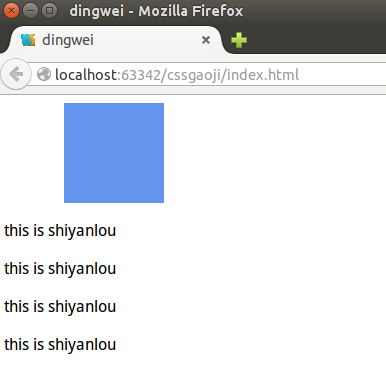 dingwei - Mozilla Firefox
dingwei
localhost:63342/cssgaoji/index.html
this is shiyanlou
this is shiyanlou
this is shiyanlou
this is shiyanlou